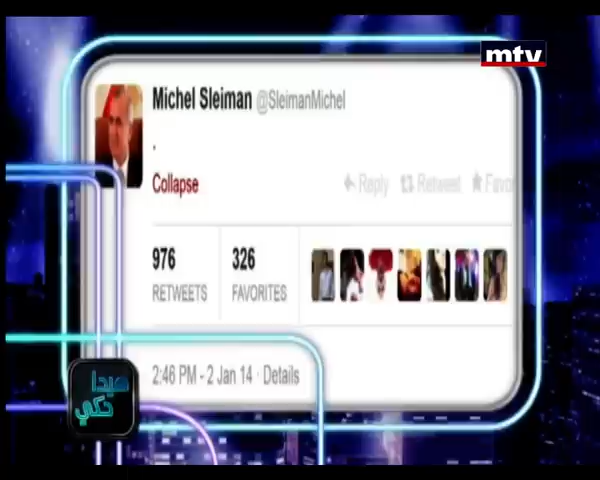 mtv
Michel Sleiman @SleimanMichel
.
Collapse
Reply Retweet Favor
976
326
RETWEETS
FAVORITES
2:46 PM - 2 Jan 14 · Details
هيدا
حكي